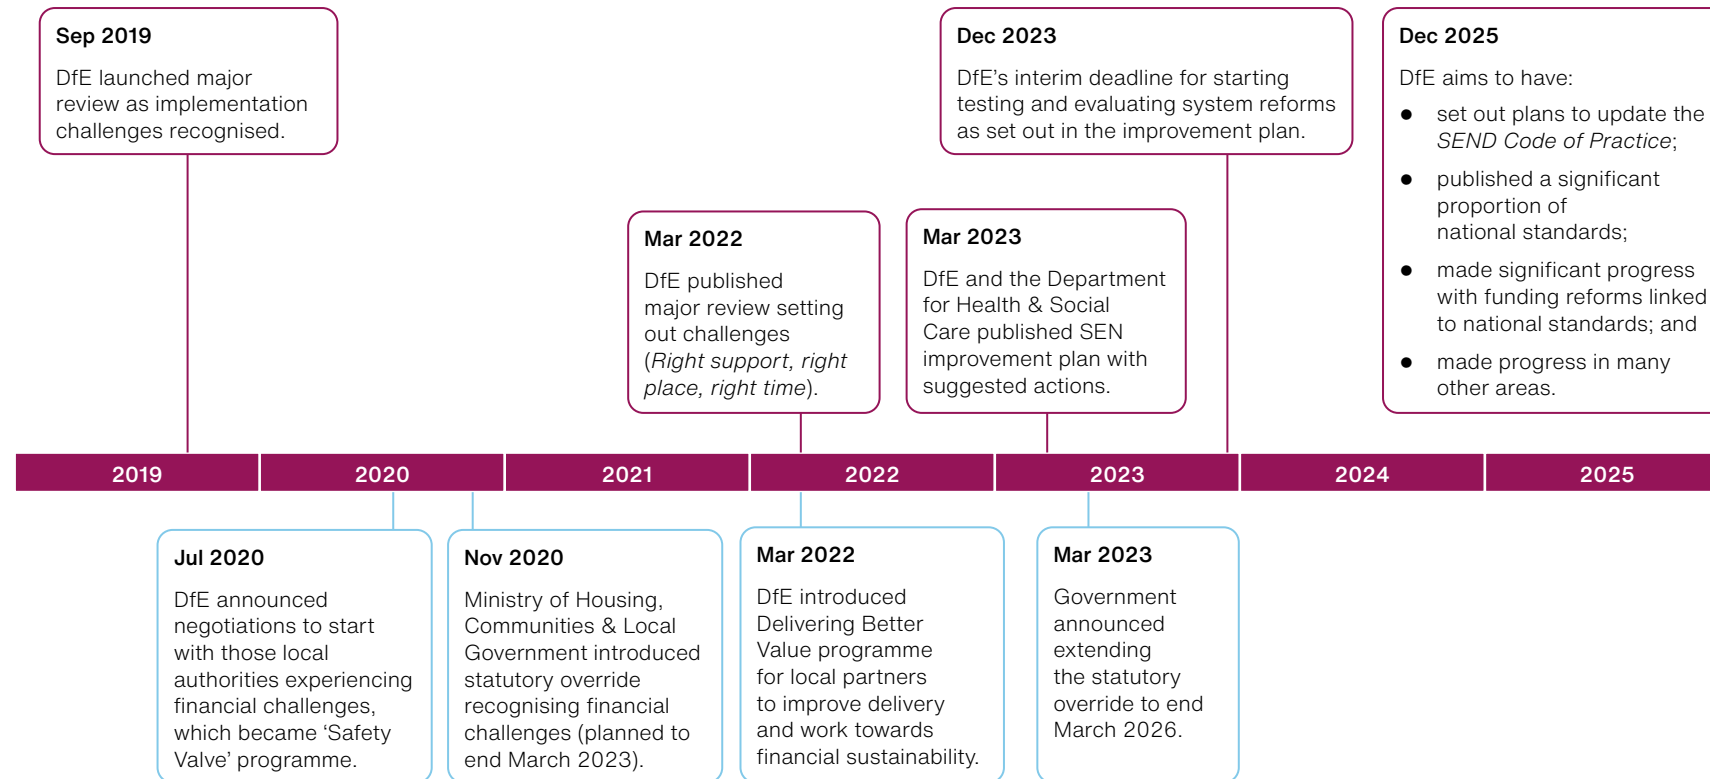 Sep 2019
DfE launched major
review as implementation
challenges recognised.
Dec 2023
DfE's interim deadline for starting
testing and evaluating system reforms
as set out in the improvement plan.
Dec 2025
DfE aims to have:
● set out plans to update the
SEND Code of Practice;
● published a significant
proportion of
national standards;
● made significant progress
with funding reforms linked
to national standards; and
● made progress in many
other areas.
Mar 2022
DfE published
major review setting
out challenges
(Right support, right
place, right time).
Mar 2023
DfE and the Department
for Health & Social
Care published SEN
improvement plan with
suggested actions.
2019 2020 2021 2022 2023 2024 2025
Jul 2020
DfE announced
negotiations to start
with those local
authorities experiencing
financial challenges,
which became ‘Safety
Valve’ programme.
Nov 2020
Ministry of Housing,
Communities & Local
Government introduced
statutory override
recognising financial
challenges (planned to
end March 2023).
Mar 2022
DfE introduced
Delivering Better
Value programme
for local partners
to improve delivery
and work towards
financial sustainability.
Mar 2023
Government
announced
extending
the statutory
override to end
March 2026.